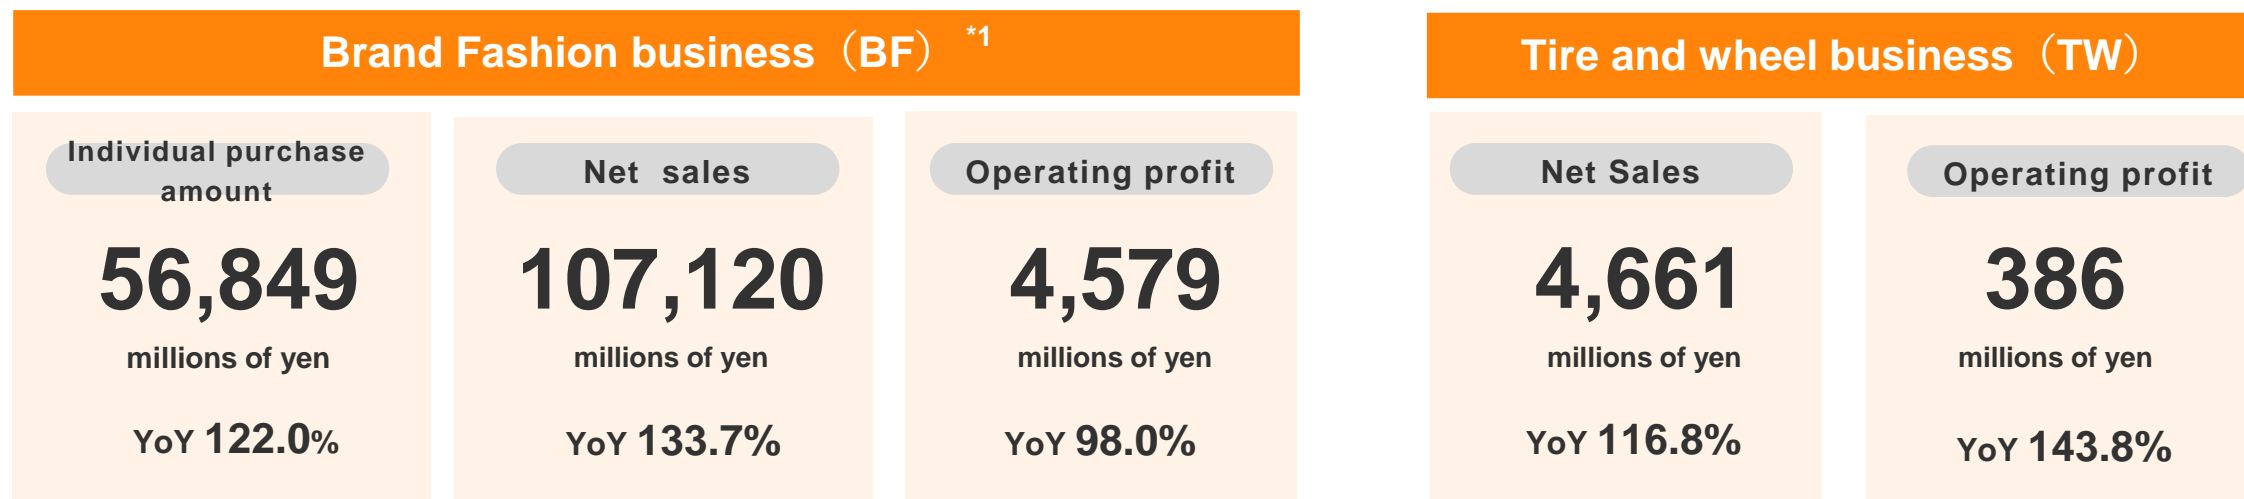 Brand Fashion business（BF） *1
Individual purchase
amount
56,849
millions of yen
YoY 122.0%
Net sales
107,120
millions of yen
YoY 133.7%
Operating profit
4,579
millions of yen
YoY 98.0%
Tire and wheel business（TW）
Net Sales
4,661
millions of yen
YoY 116.8%
Operating profit
386
millions of yen
YoY 143.8%